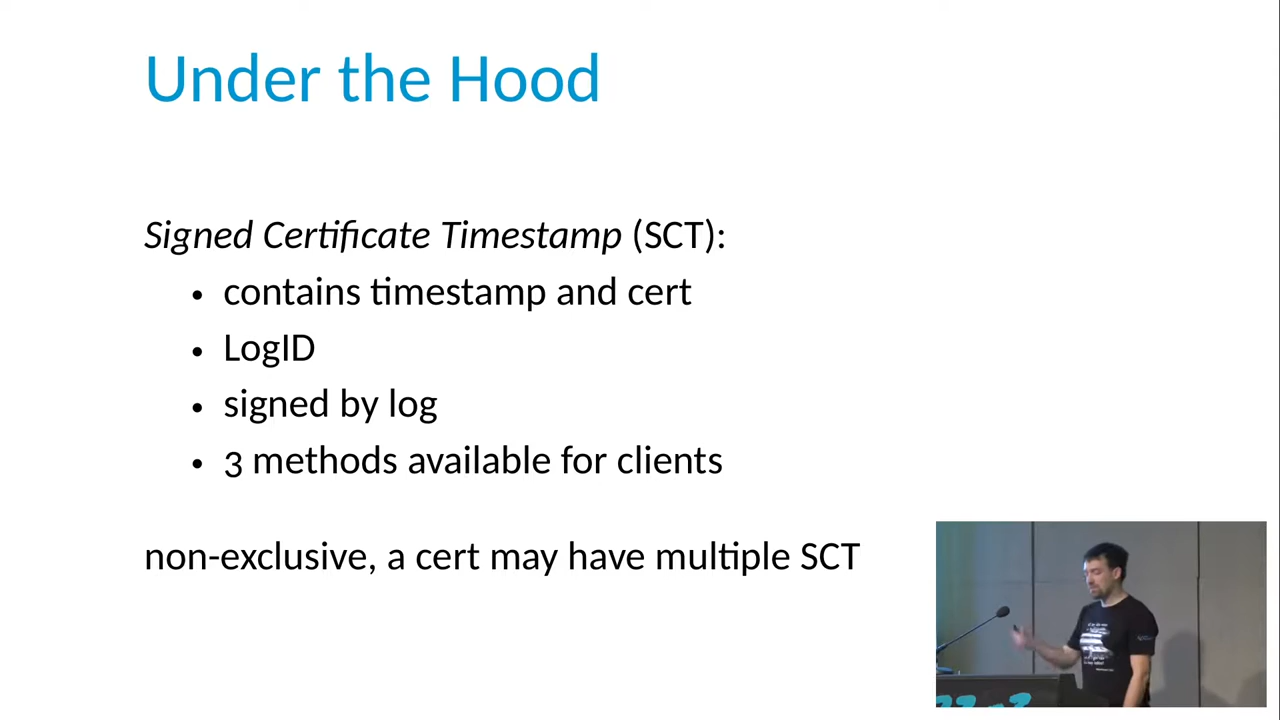 Under the Hood
Signed Certificate Timestamp (SCT):
• contains timestamp and cert
• LogID
• signed by log
• 3 methods available for clients
non-exclusive, a cert may have multiple SCT